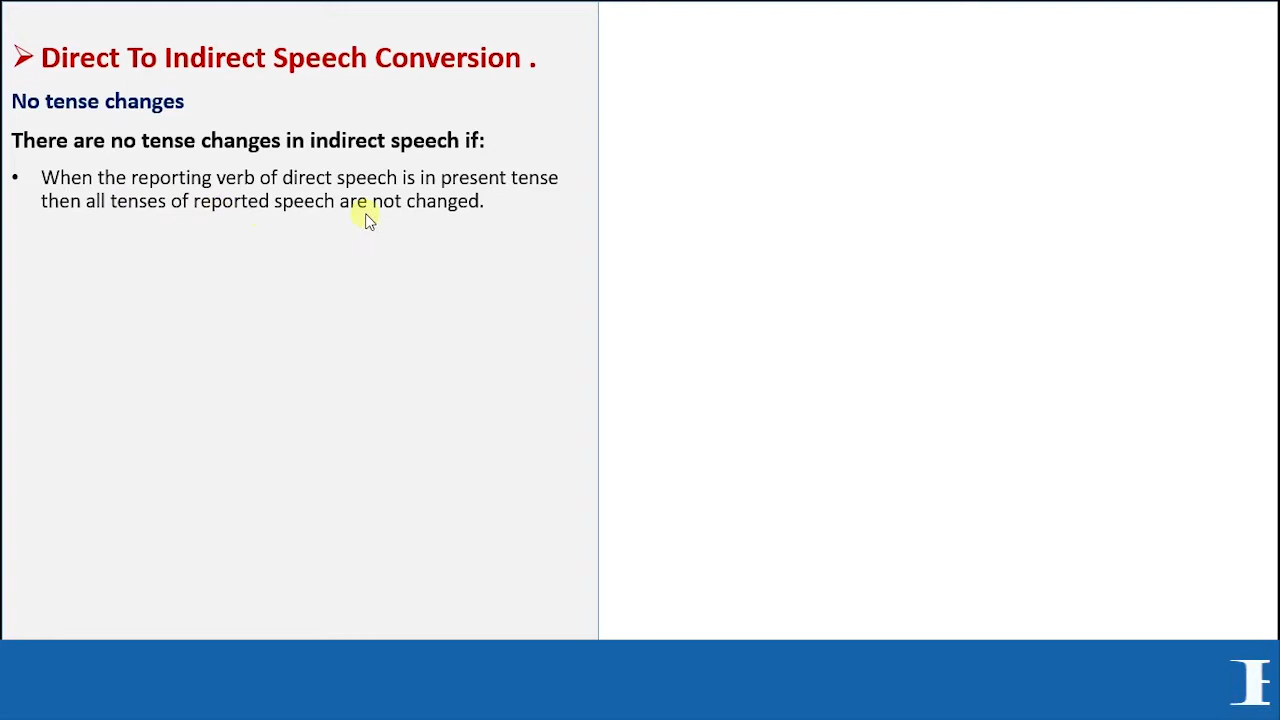 ➢ Direct To Indirect Speech Conversion .
No tense changes
There are no tense changes in indirect speech if:
• When the reporting verb of direct speech is in present tense
then all tenses of reported speech are not changed.